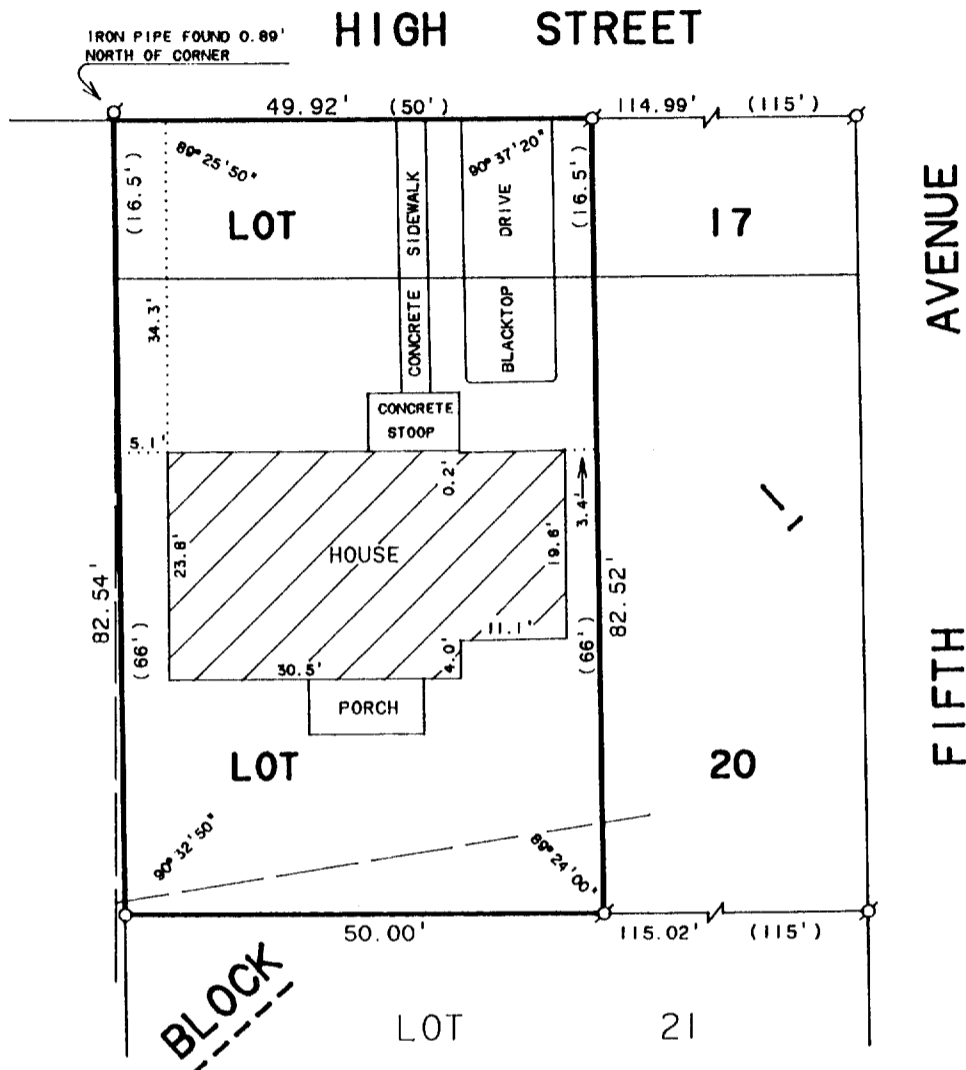 HIGH STREET
IRON PIPE FOUND 0.89'
NORTH OF CORNER
49.92' (50')
114.99' (115')
89°25'50"
90°37'20"
(16.5')
(16.5')
LOT
17
CONCRETE SIDEWALK
BLACKTOP DRIVE
AVENUE
34.3'
CONCRETE
STOOP
5.1'
0.2'
3.4'
23.8'
HOUSE
19.6'
82.54'
82.52'
(66')
(66')
11.1'
30.5'
4.0'
PORCH
FIFTH
LOT
20
90°32'50"
89°24'00"
50.00'
115.02' (115')
BLOCK
LOT 21